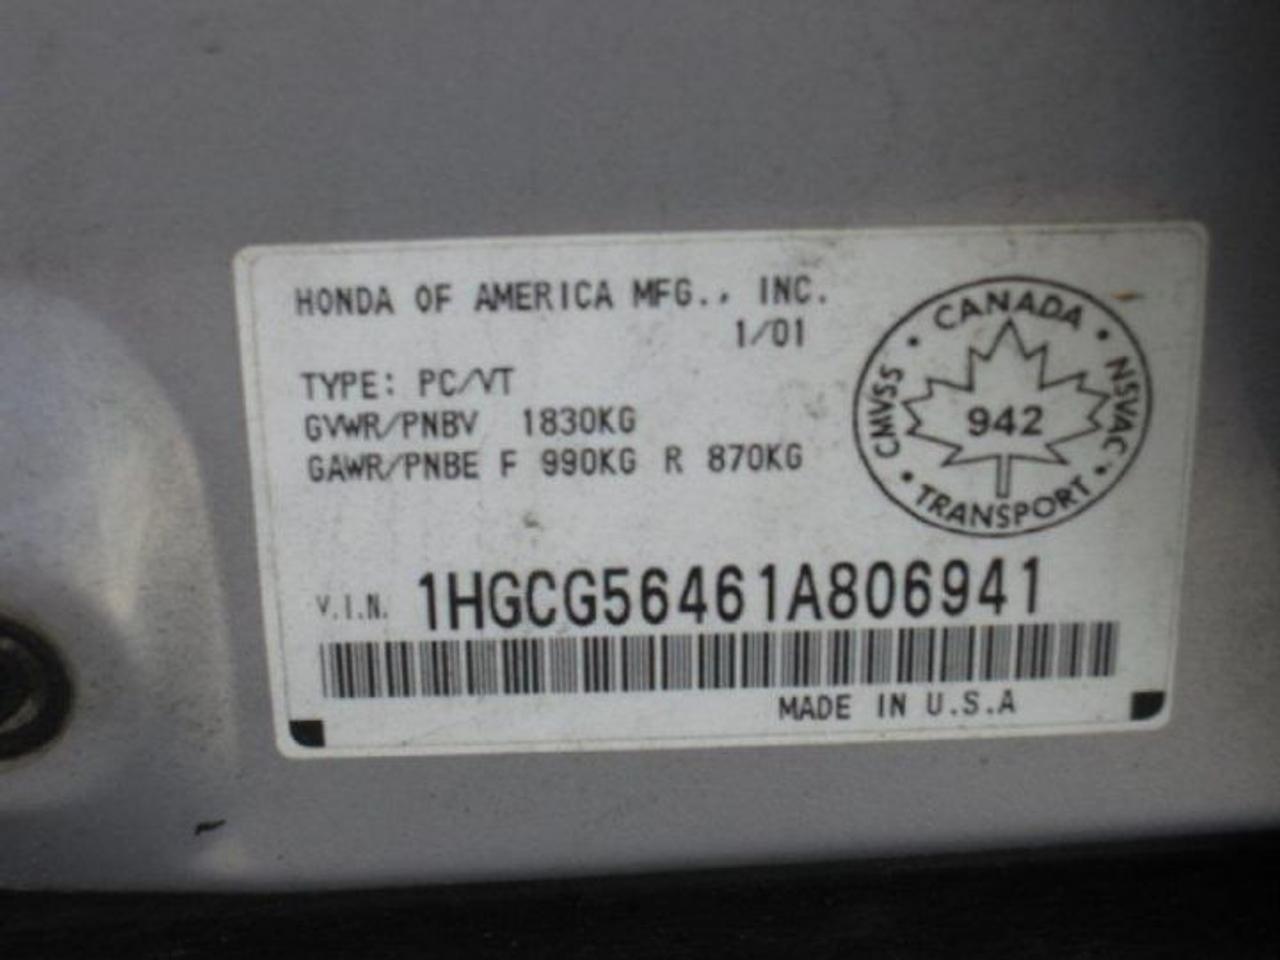 HONDA OF AMERICA MFG., INC.
1/01
TYPE: PC/VT
GVWR/PNBV 1830KG
GAWR/PNBE F 990KG R 870KG
CANADA
CMVSS
942
NSVAC
TRANSPORT
V.I.N. 1HGCG56461A806941
MADE IN U.S.A